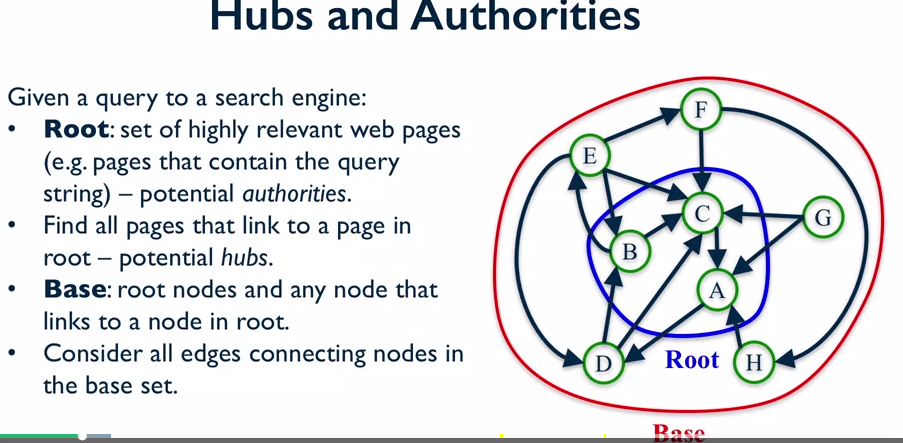 Hubs and Authorities
Given a query to a search engine:
• Root: set of highly relevant web pages
(e.g. pages that contain the query
string) – potential authorities.
• Find all pages that link to a page in
root – potential hubs.
• Base: root nodes and any node that
links to a node in root.
• Consider all edges connecting nodes in
the base set.
F
E
C
G
B
A
D
Root
H
Base